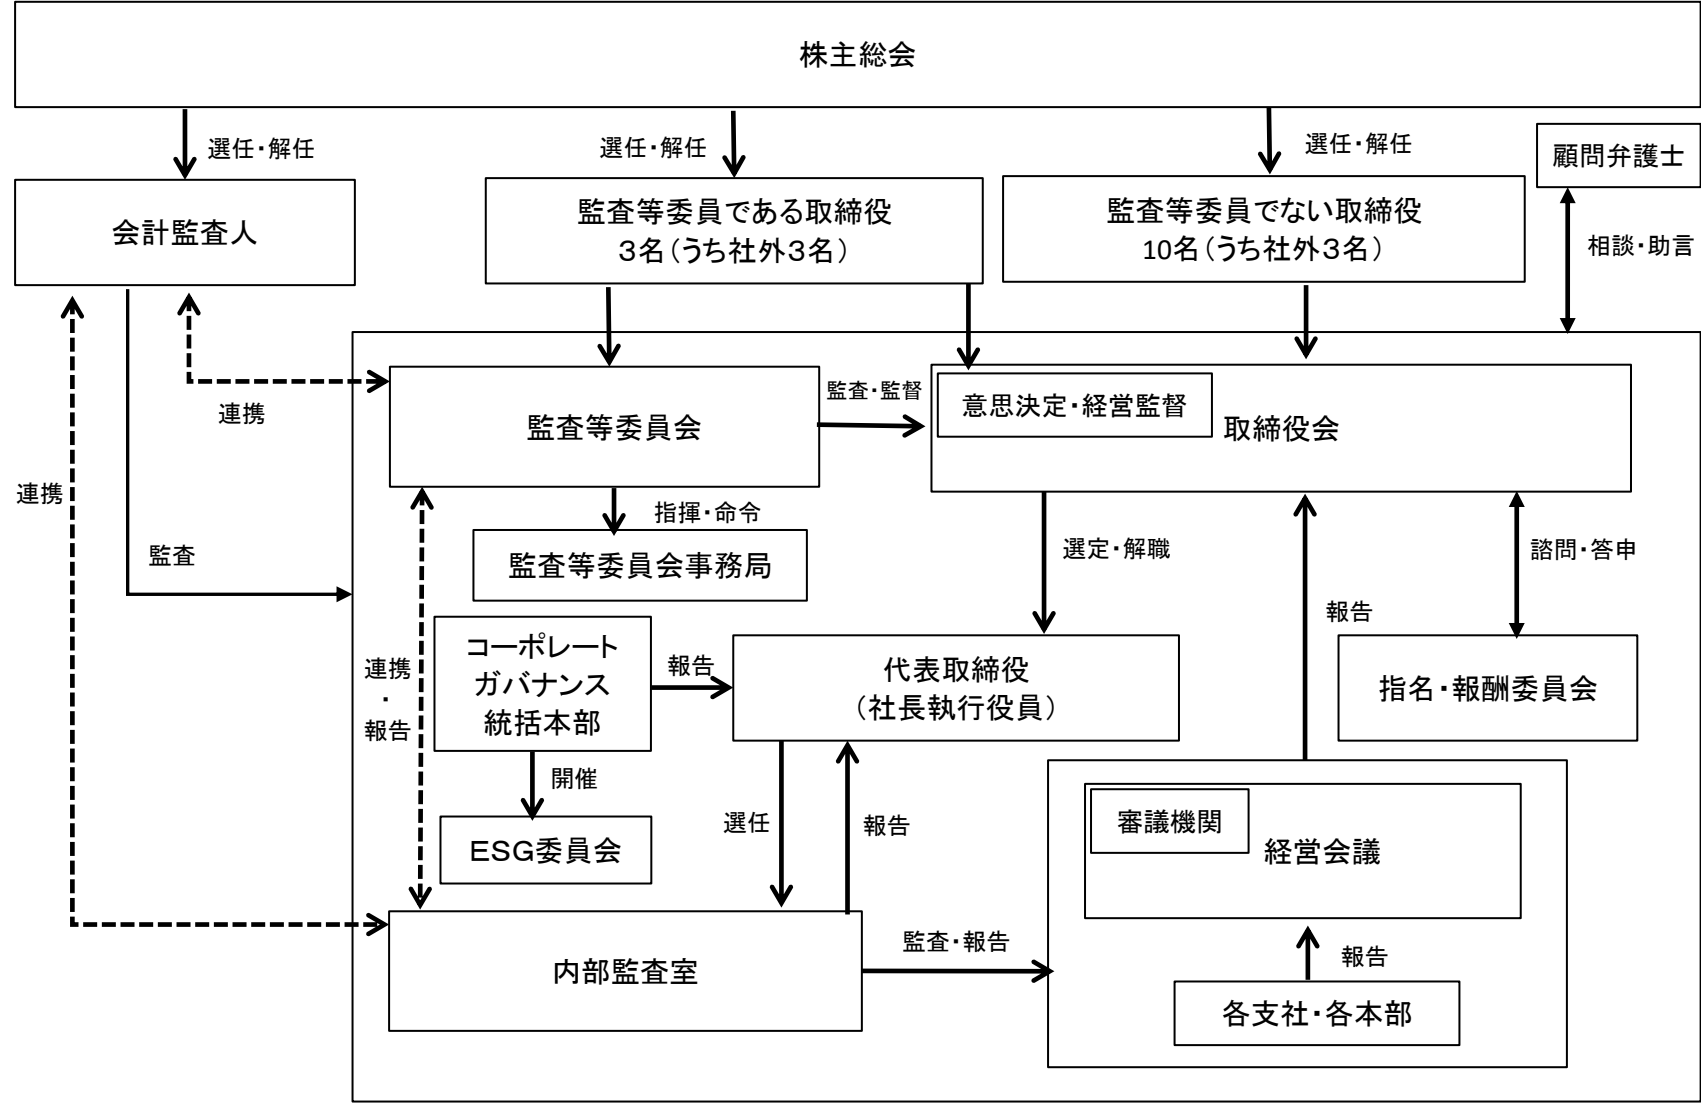 株主総会
選任・解任
選任・解任
選任・解任
顧問弁護士
会計監査人
監査等委員である取締役
３名（うち社外３名）
監査等委員でない取締役
10名（うち社外３名）
相談・助言
連携
監査等委員会
監査・監督
意思決定・経営監督
取締役会
連携
監査
指揮・命令
監査等委員会事務局
選定・解職
諮問・答申
報告
連携
・
報告
コーポレート
ガバナンス
統括本部
報告
代表取締役
（社長執行役員）
指名・報酬委員会
開催
ESG委員会
選任
報告
審議機関
経営会議
内部監査室
監査・報告
報告
各支社・各本部